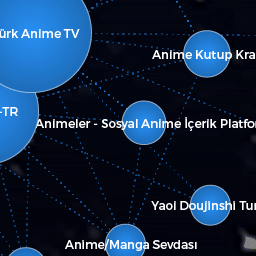 ürk Anime TV
Anime Kutup Kra
-TR
Animeler - Sosyal Anime İçerik Platfor
Yaoi Doujinshi Tur
Anime/Manga Sevdası